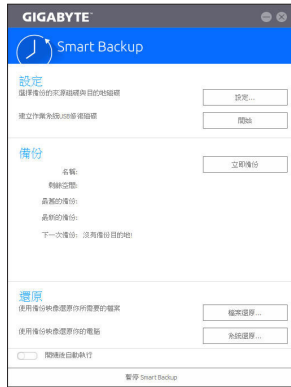 GIGABYTE™
Smart Backup
設定
選擇備份的來源磁碟與目的地磁碟
設定...
建立作業系統USB修復磁碟
開始
備份
立即備份
名稱:
剩餘空間:
最舊的備份:
最新的備份:
下一次備份: 沒有備份目的地!
還原
使用備份映像還原你所需要的檔案
檔案還原...
使用備份映像還原你的電腦
系統還原...
開機後自動執行
暫停 Smart Backup